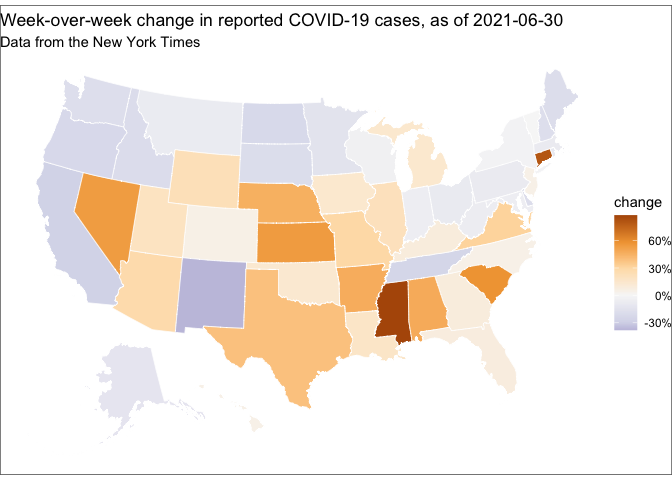 Week-over-week change in reported COVID-19 cases, as of 2021-06-30
Data from the New York Times
change
60%
30%
0%
-30%